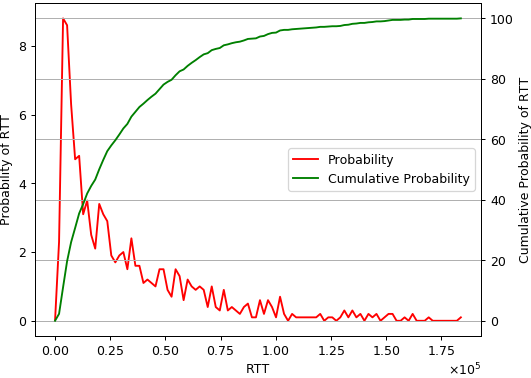 Probability of RTT
8
6
4
2
0
100
80
60
40
20
0
Cumulative Probability of RTT
Probability
Cumulative Probability
0.00 0.25 0.50 0.75 1.00 1.25 1.50 1.75
RTT
×10⁵